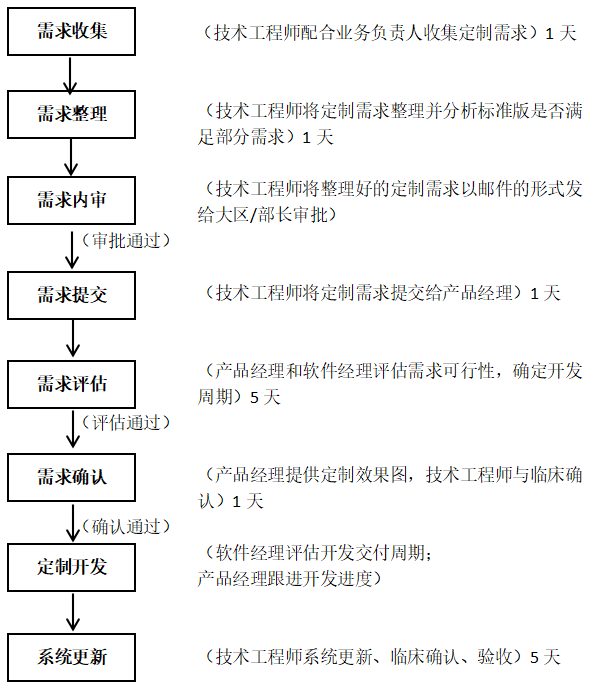 需求收集
（技术工程师配合业务负责人收集定制需求）1 天
需求整理
（技术工程师将定制需求整理并分析标准版是否满
足部分需求）1 天
需求内审
（技术工程师将整理好的定制需求以邮件的形式发
给大区/部长审批）
（审批通过）
需求提交
（技术工程师将定制需求提交给产品经理）1 天
需求评估
（产品经理和软件经理评估需求可行性，确定开发
周期）5 天
（评估通过）
需求确认
（产品经理提供定制效果图，技术工程师与临床确
认）1 天
（确认通过）
定制开发
（软件经理评估开发交付周期；
产品经理跟进开发进度）
系统更新
（技术工程师系统更新、临床确认、验收）5 天